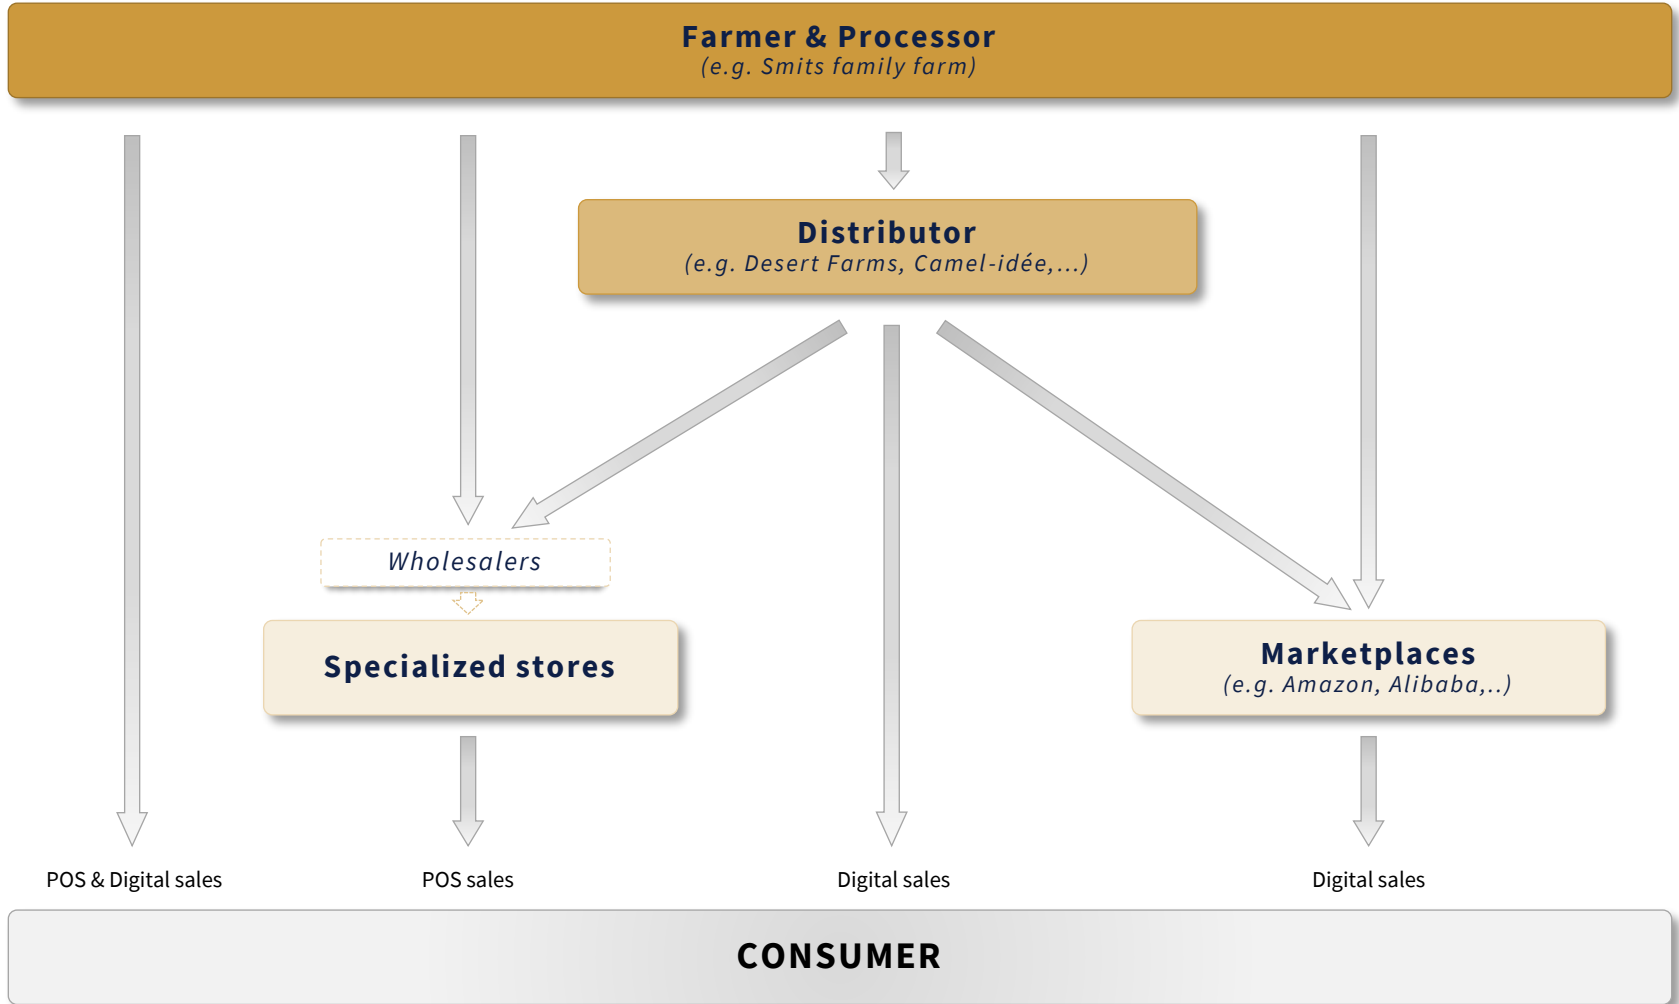 Farmer & Processor
(e.g. Smits family farm)
Distributor
(e.g. Desert Farms, Camel-idée,...)
Wholesalers
Specialized stores
Marketplaces
(e.g. Amazon, Alibaba,..)
POS & Digital sales
POS sales
Digital sales
Digital sales
CONSUMER